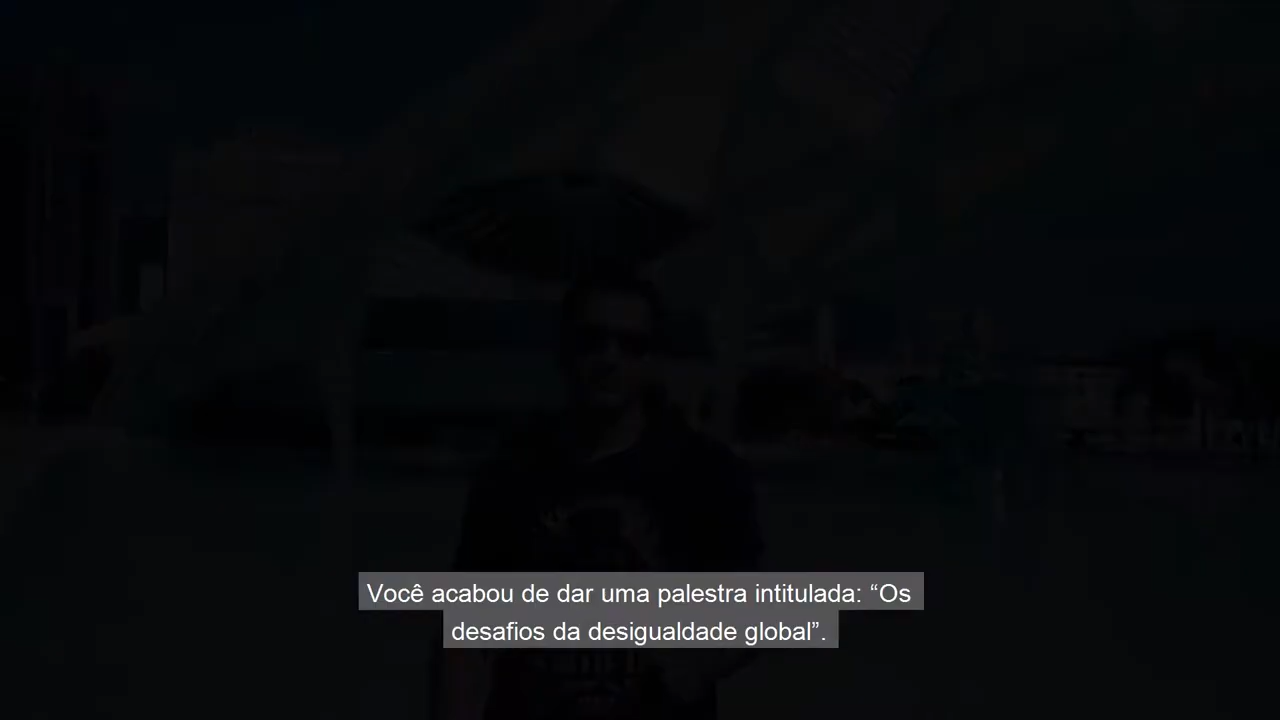 Você acabou de dar uma palestra intitulada: “Os
desafios da desigualdade global”.